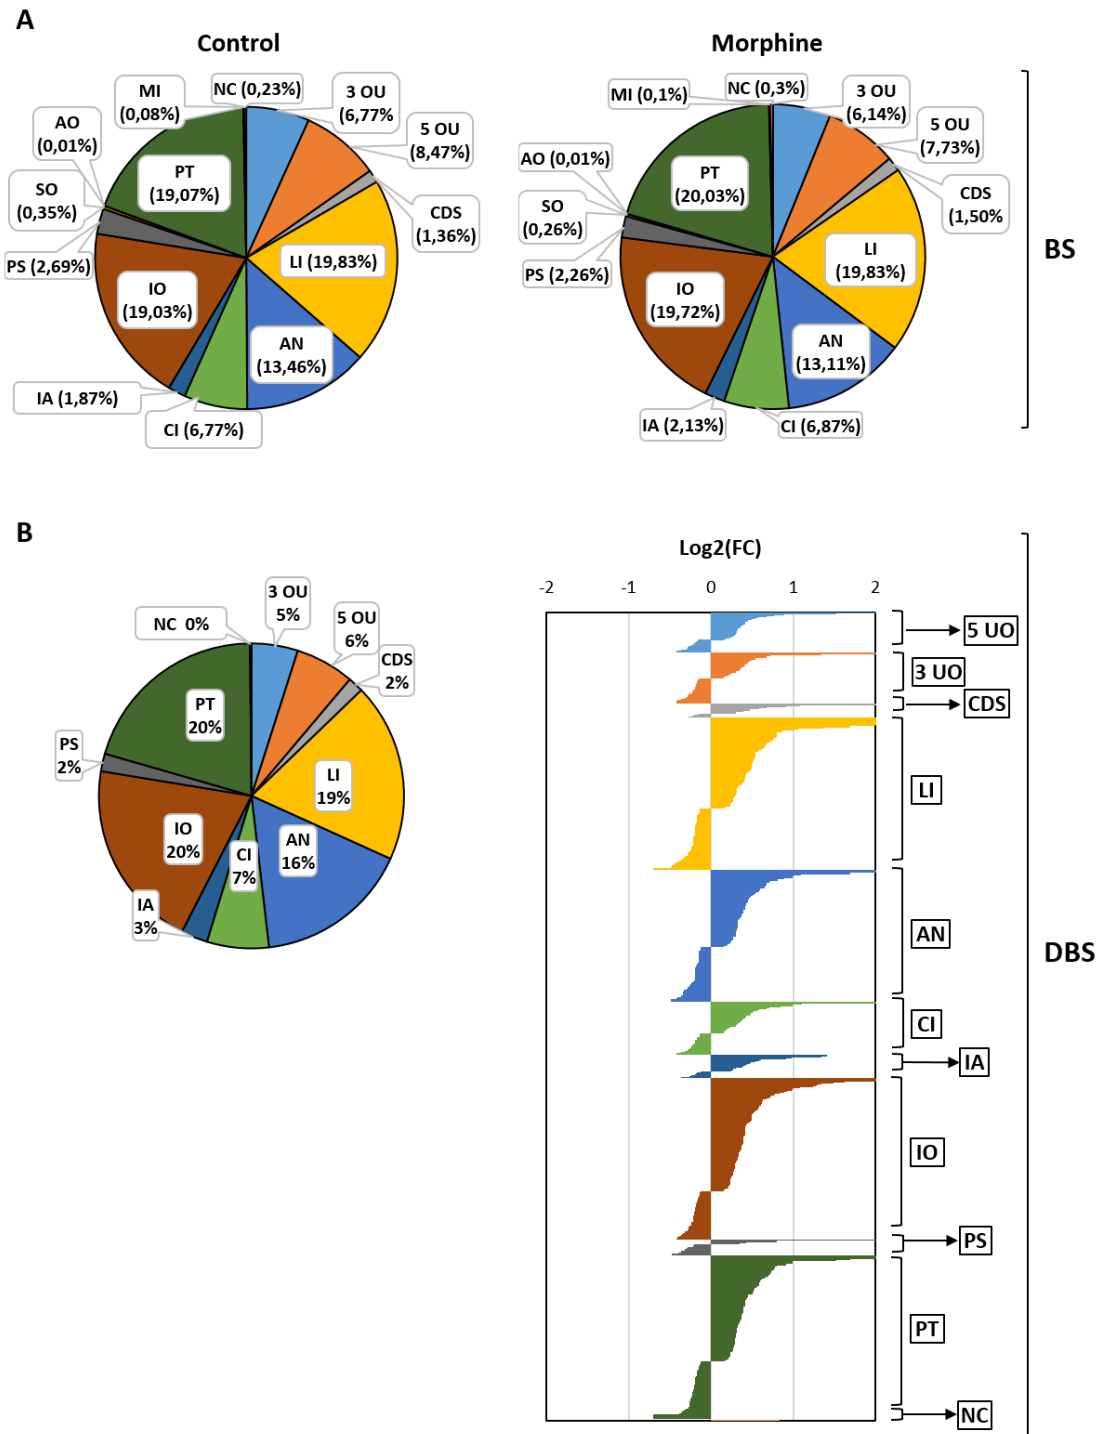 A
Control
Morphine
MI
(0,08%)
NC (0,23%)
3 OU
(6,77%
5 OU
(8,47%)
AO
(0,01%)
SO
(0,35%)
PT
(19,07%)
CDS
(1,36%)
PS (2,69%)
LI (19,83%)
IO
(19,03%)
AN
(13,46%)
IA (1,87%)
CI (6,77%)
MI (0,1%)
NC (0,3%)
3 OU
(6,14%)
5 OU
(7,73%)
AO (0,01%)
PT
(20,03%)
CDS
(1,50%)
SO
(0,26%)
PS (2,26%)
LI
(19,83%)
IO
(19,72%)
AN
(13,11%)
IA (2,13%)
CI (6,87%)
BS
B
NC 0%
3 OU
5%
5 OU
6%
CDS
2%
PT
20%
PS
2%
LI
19%
IO
20%
AN
16%
CI
7%
IA
3%
Log2(FC)
-2 -1 0 1 2
5 UO
3 UO
CDS
LI
AN
CI
IA
IO
PS
PT
NC
DBS